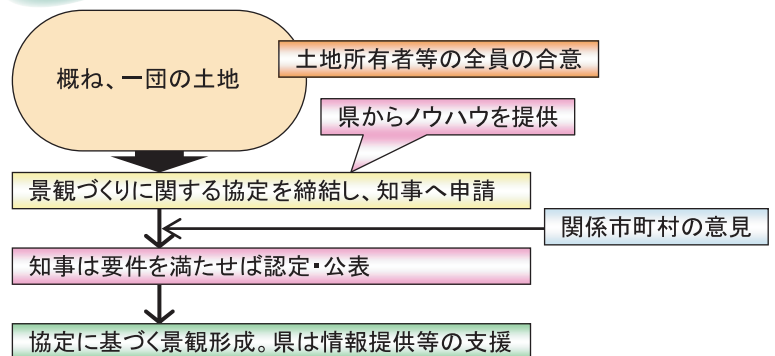 概ね、一団の土地
土地所有者等の全員の合意
県からノウハウを提供
景観づくりに関する協定を締結し、知事へ申請
関係市町村の意見
知事は要件を満たせば認定・公表
協定に基づく景観形成。県は情報提供等の支援